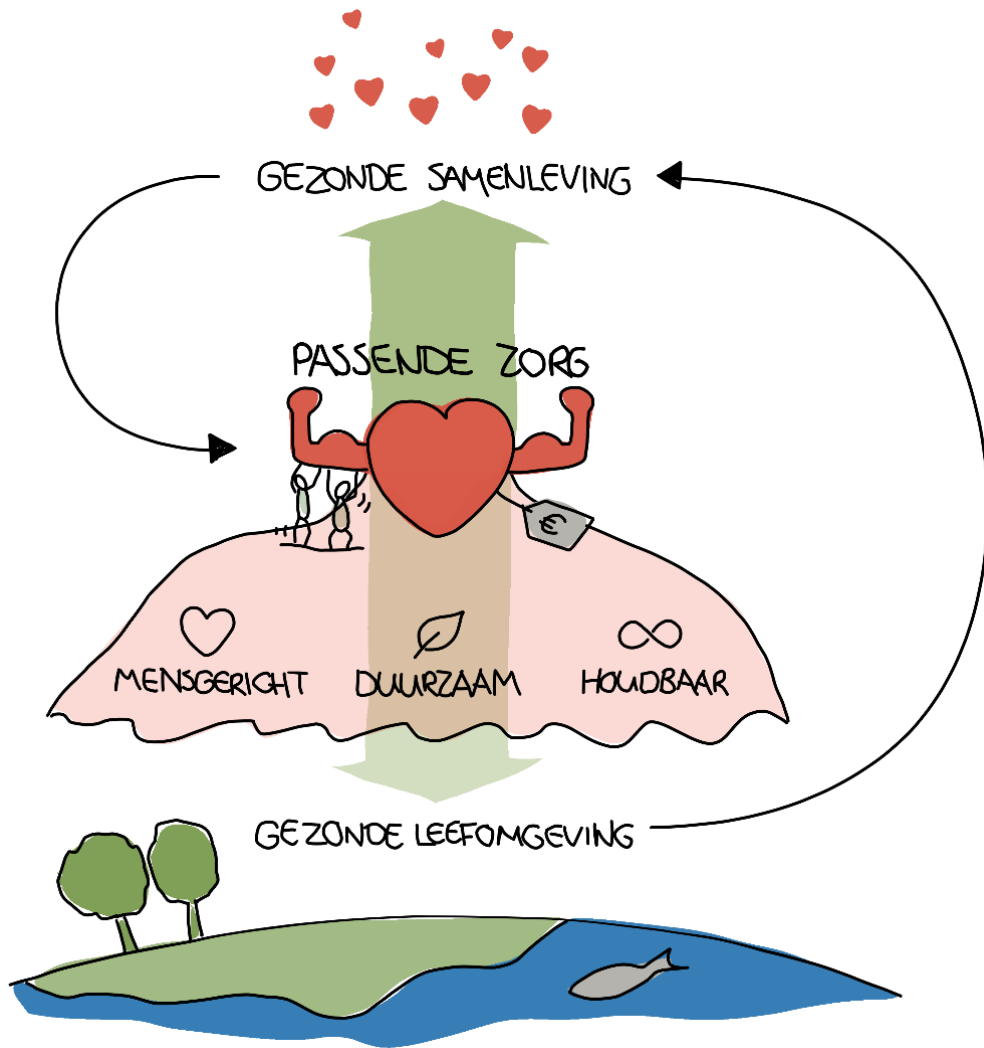 GEZONDE SAMENLEVING
PASSENDE ZORG
€
MENSGERICHT DUURZAAM HOUDBAAR
GEZONDE LEEFOMGEVING